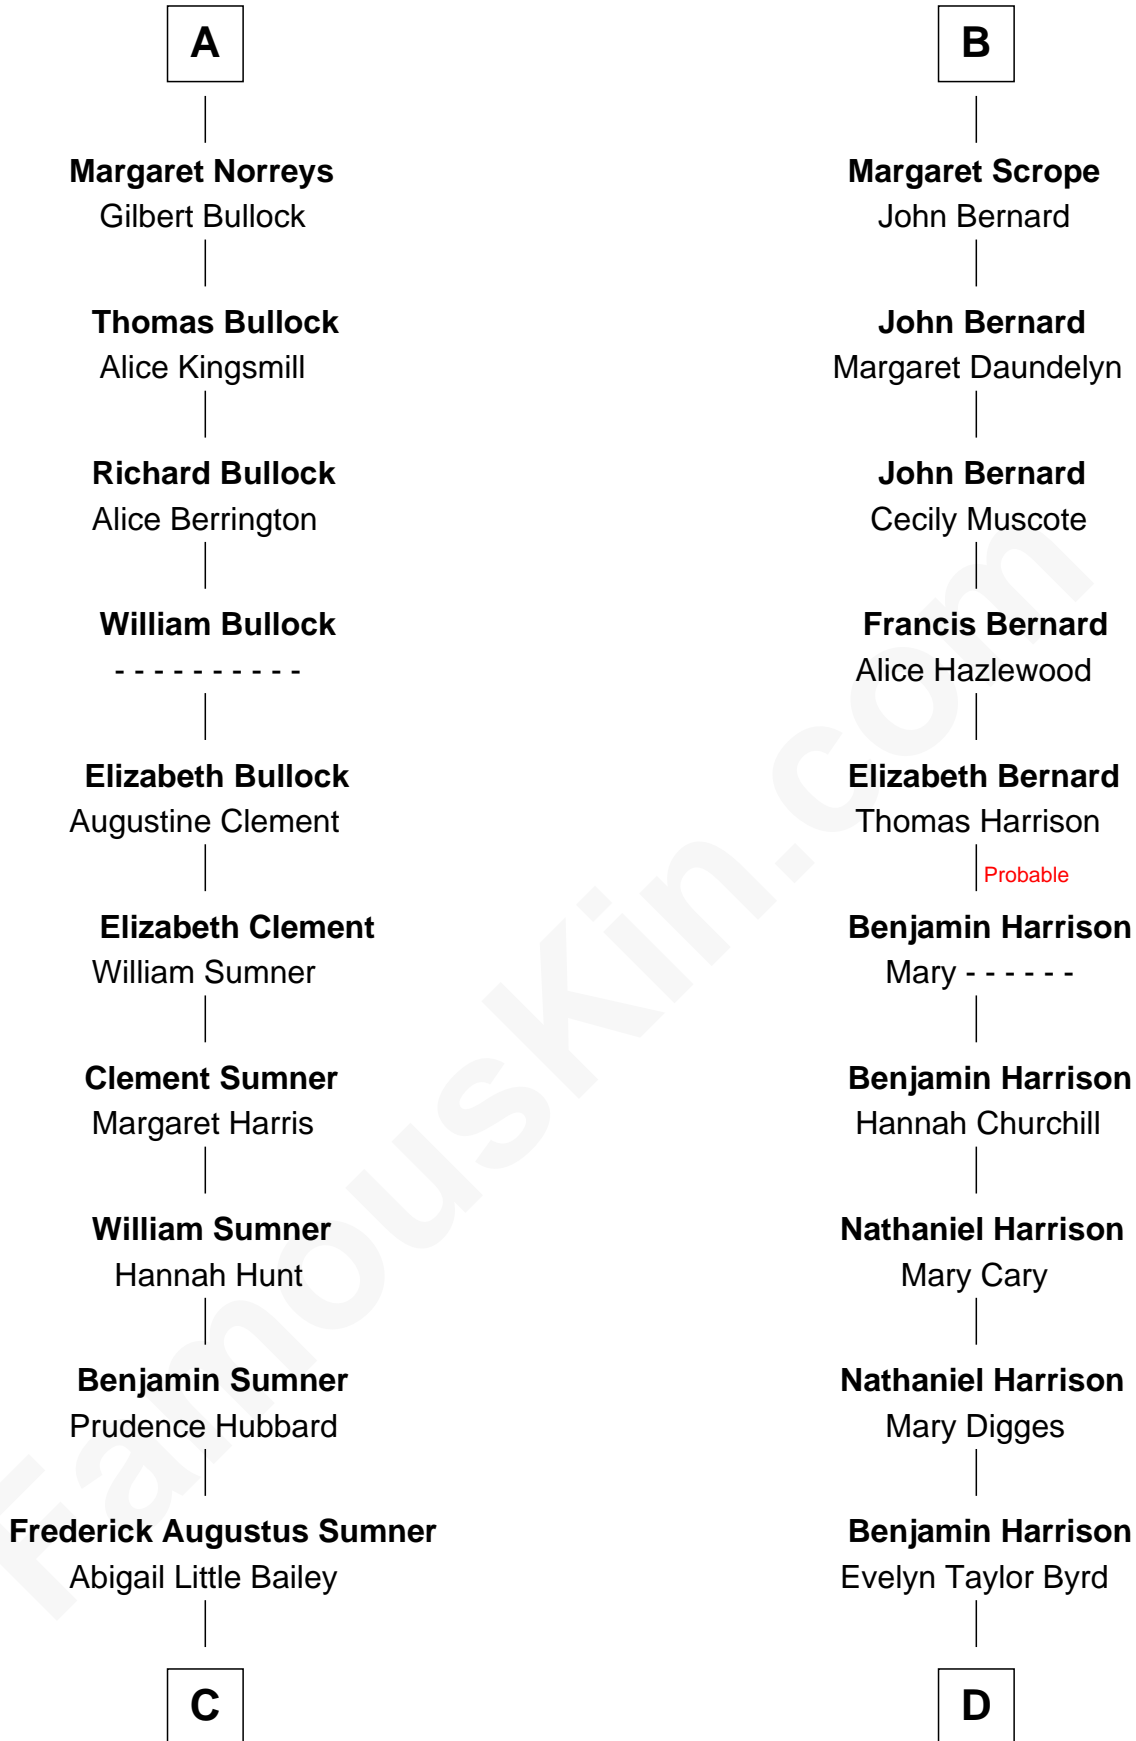 A
Margaret Norreys
Gilbert Bullock
Thomas Bullock
Alice Kingsmill
Richard Bullock
Alice Berrington
William Bullock
- - - - - - - - - -
Elizabeth Bullock
Augustine Clement
Elizabeth Clement
William Sumner
Clement Sumner
Margaret Harris
William Sumner
Hannah Hunt
Benjamin Sumner
Prudence Hubbard
Frederick Augustus Sumner
Abigail Little Bailey
C
B
Margaret Scrope
John Bernard
John Bernard
Margaret Daundelyn
John Bernard
Cecily Muscote
Francis Bernard
Alice Hazlewood
Elizabeth Bernard
Thomas Harrison
Probable
Benjamin Harrison
Mary - - - - - -
Benjamin Harrison
Hannah Churchill
Nathaniel Harrison
Mary Cary
Nathaniel Harrison
Mary Digges
Benjamin Harrison
Evelyn Taylor Byrd
D
FamousKin.com